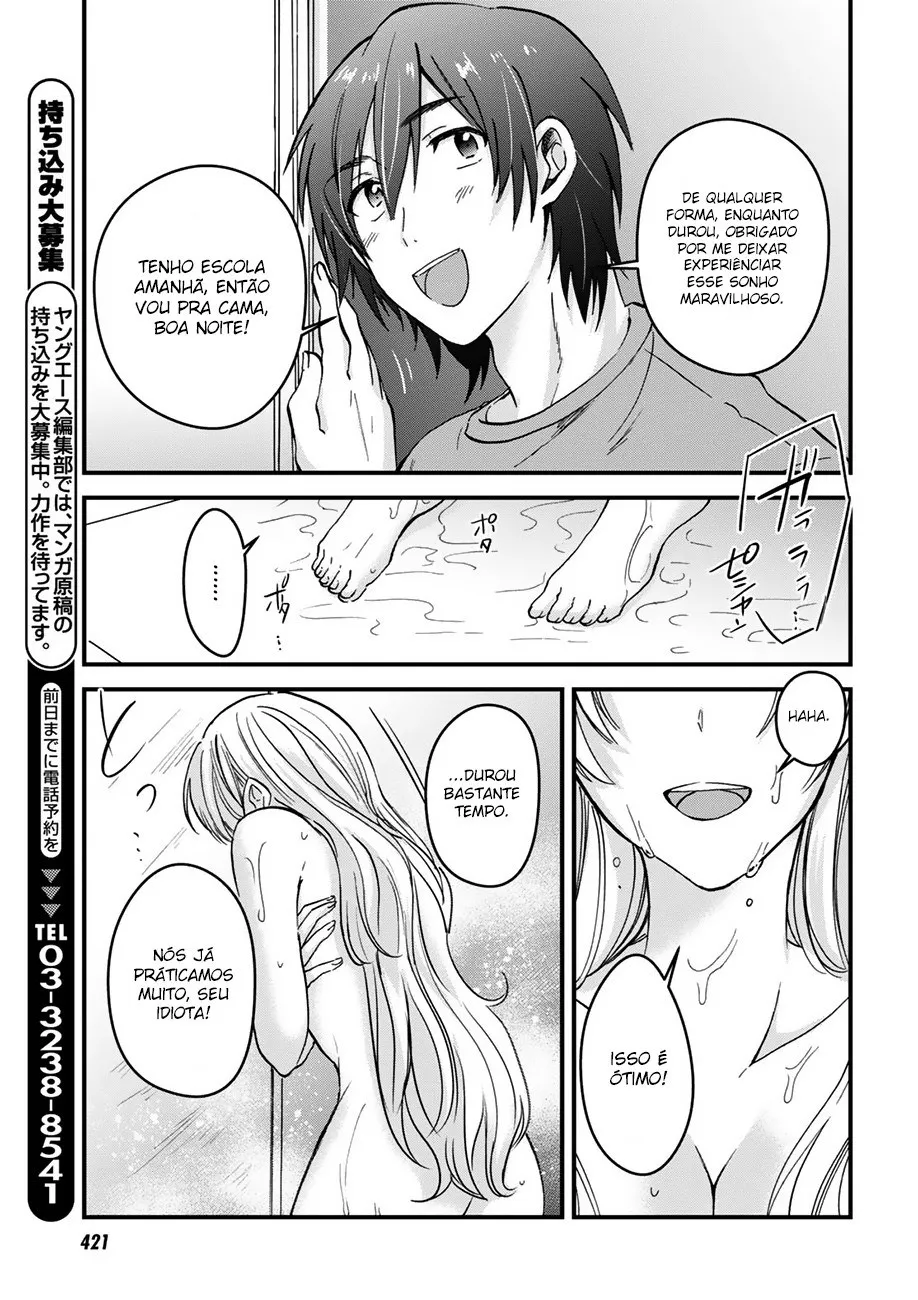 DE QUALQUER
FORMA, ENQUANTO
DUROU, OBRIGADO
POR ME DEIXAR
EXPERIÊNCIAR
ESSE SONHO
MARAVILHOSO.
TENHO ESCOLA
AMANHÃ, ENTÃO
VOU PRA CAMA,
BOA NOITE!
ピシャン
ポタ
ポタ…
……
HAHA.
ISSO É
ÓTIMO!
...DUROU
BASTANTE
TEMPO.
NÓS JÁ
PRÁTICAMOS
MUITO, SEU
IDIOTA!
持ち込み大募集
ヤングエース編集部では、マンガ原稿の
持ち込みを大募集中。力作を待ってます。
前日までに電話予約を
▼▼▼
TEL
03-3238-8541
421